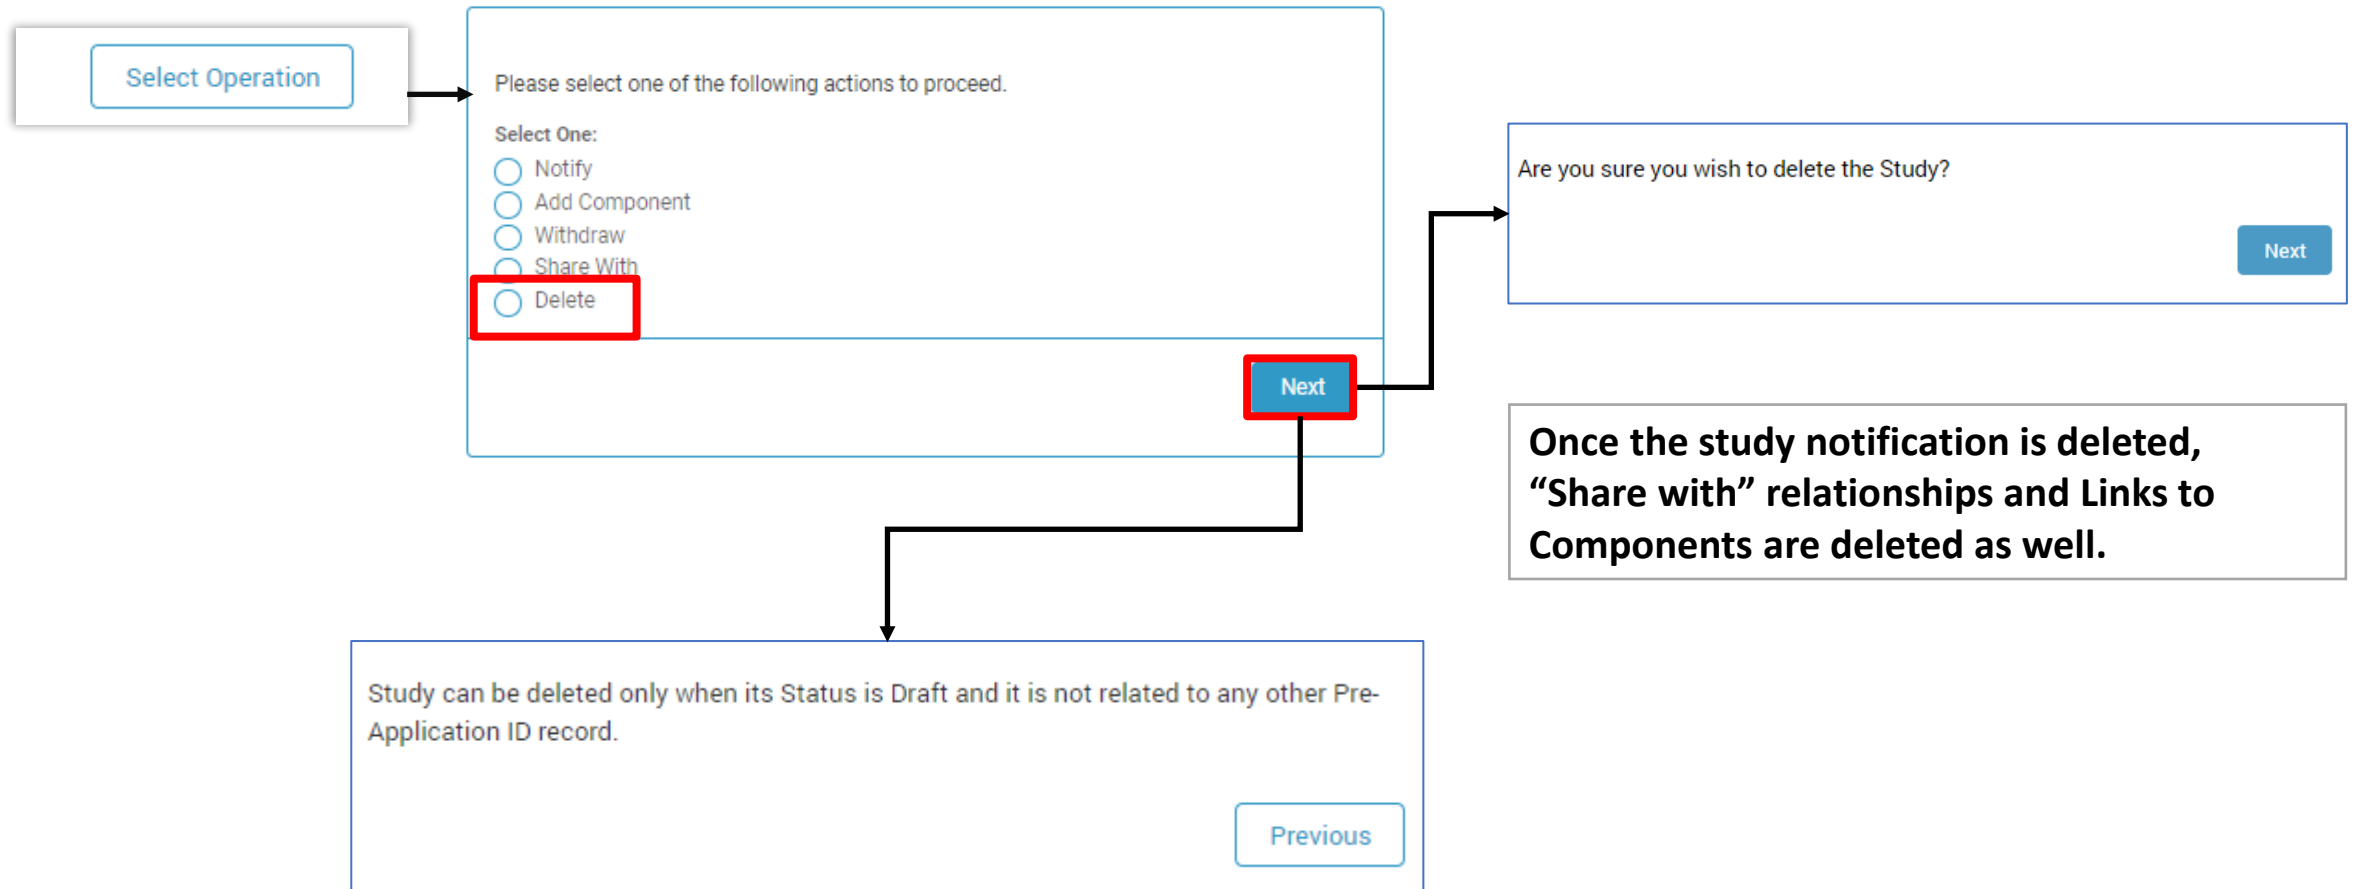 Select Operation
Please select one of the following actions to proceed.
Select One:
Notify
Add Component
Withdraw
Share With
Delete
Next
Are you sure you wish to delete the Study?
Next
Once the study notification is deleted,
“Share with” relationships and Links to
Components are deleted as well.
Study can be deleted only when its Status is Draft and it is not related to any other Pre-
Application ID record.
Previous